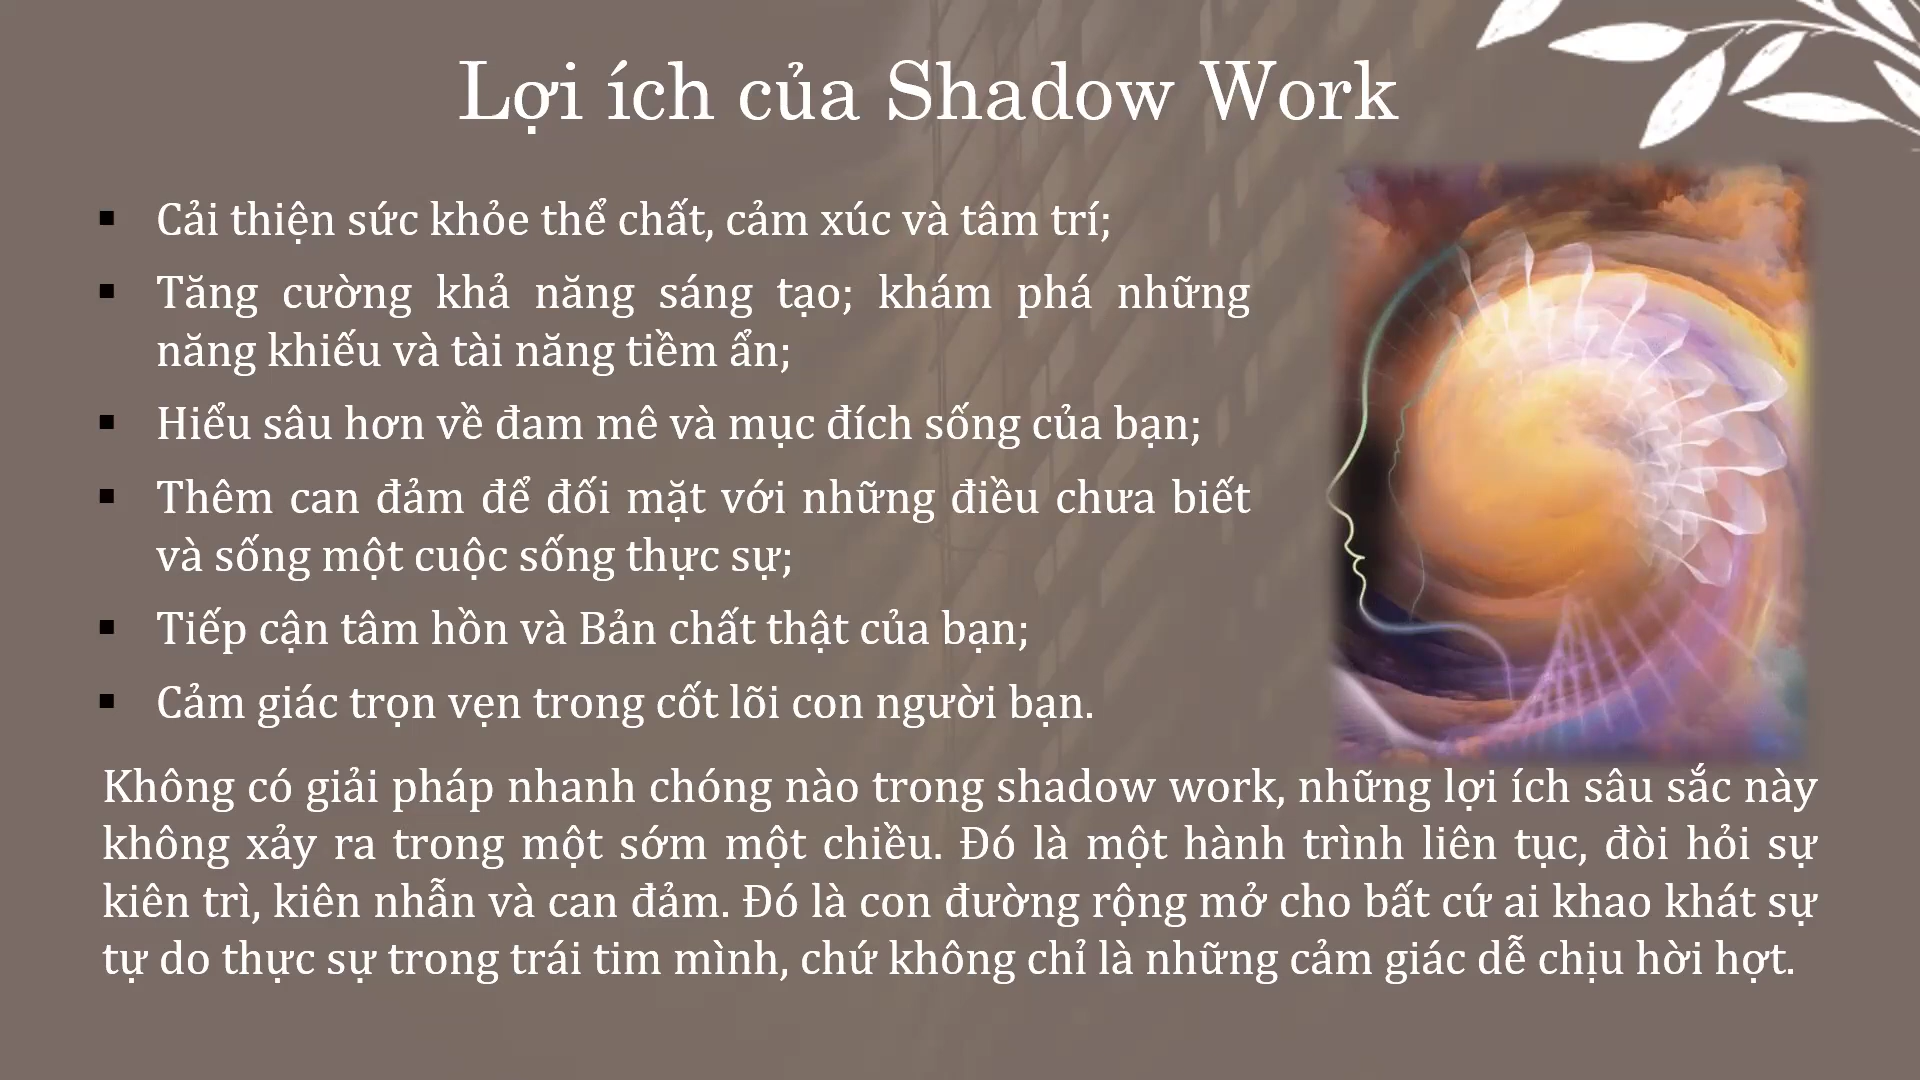 Lợi ích của Shadow Work
▪ Cải thiện sức khỏe thể chất, cảm xúc và tâm trí;
▪ Tăng cường khả năng sáng tạo; khám phá những
năng khiếu và tài năng tiềm ẩn;
▪ Hiểu sâu hơn về đam mê và mục đích sống của bạn;
▪ Thêm can đảm để đối mặt với những điều chưa biết
và sống một cuộc sống thực sự;
▪ Tiếp cận tâm hồn và Bản chất thật của bạn;
▪ Cảm giác trọn vẹn trong cốt lõi con người bạn.
Không có giải pháp nhanh chóng nào trong shadow work, những lợi ích sâu sắc này
không xảy ra trong một sớm một chiều. Đó là một hành trình liên tục, đòi hỏi sự
kiên trì, kiên nhẫn và can đảm. Đó là con đường rộng mở cho bất cứ ai khao khát sự
tự do thực sự trong trái tim mình, chứ không chỉ là những cảm giác dễ chịu hời hợt.